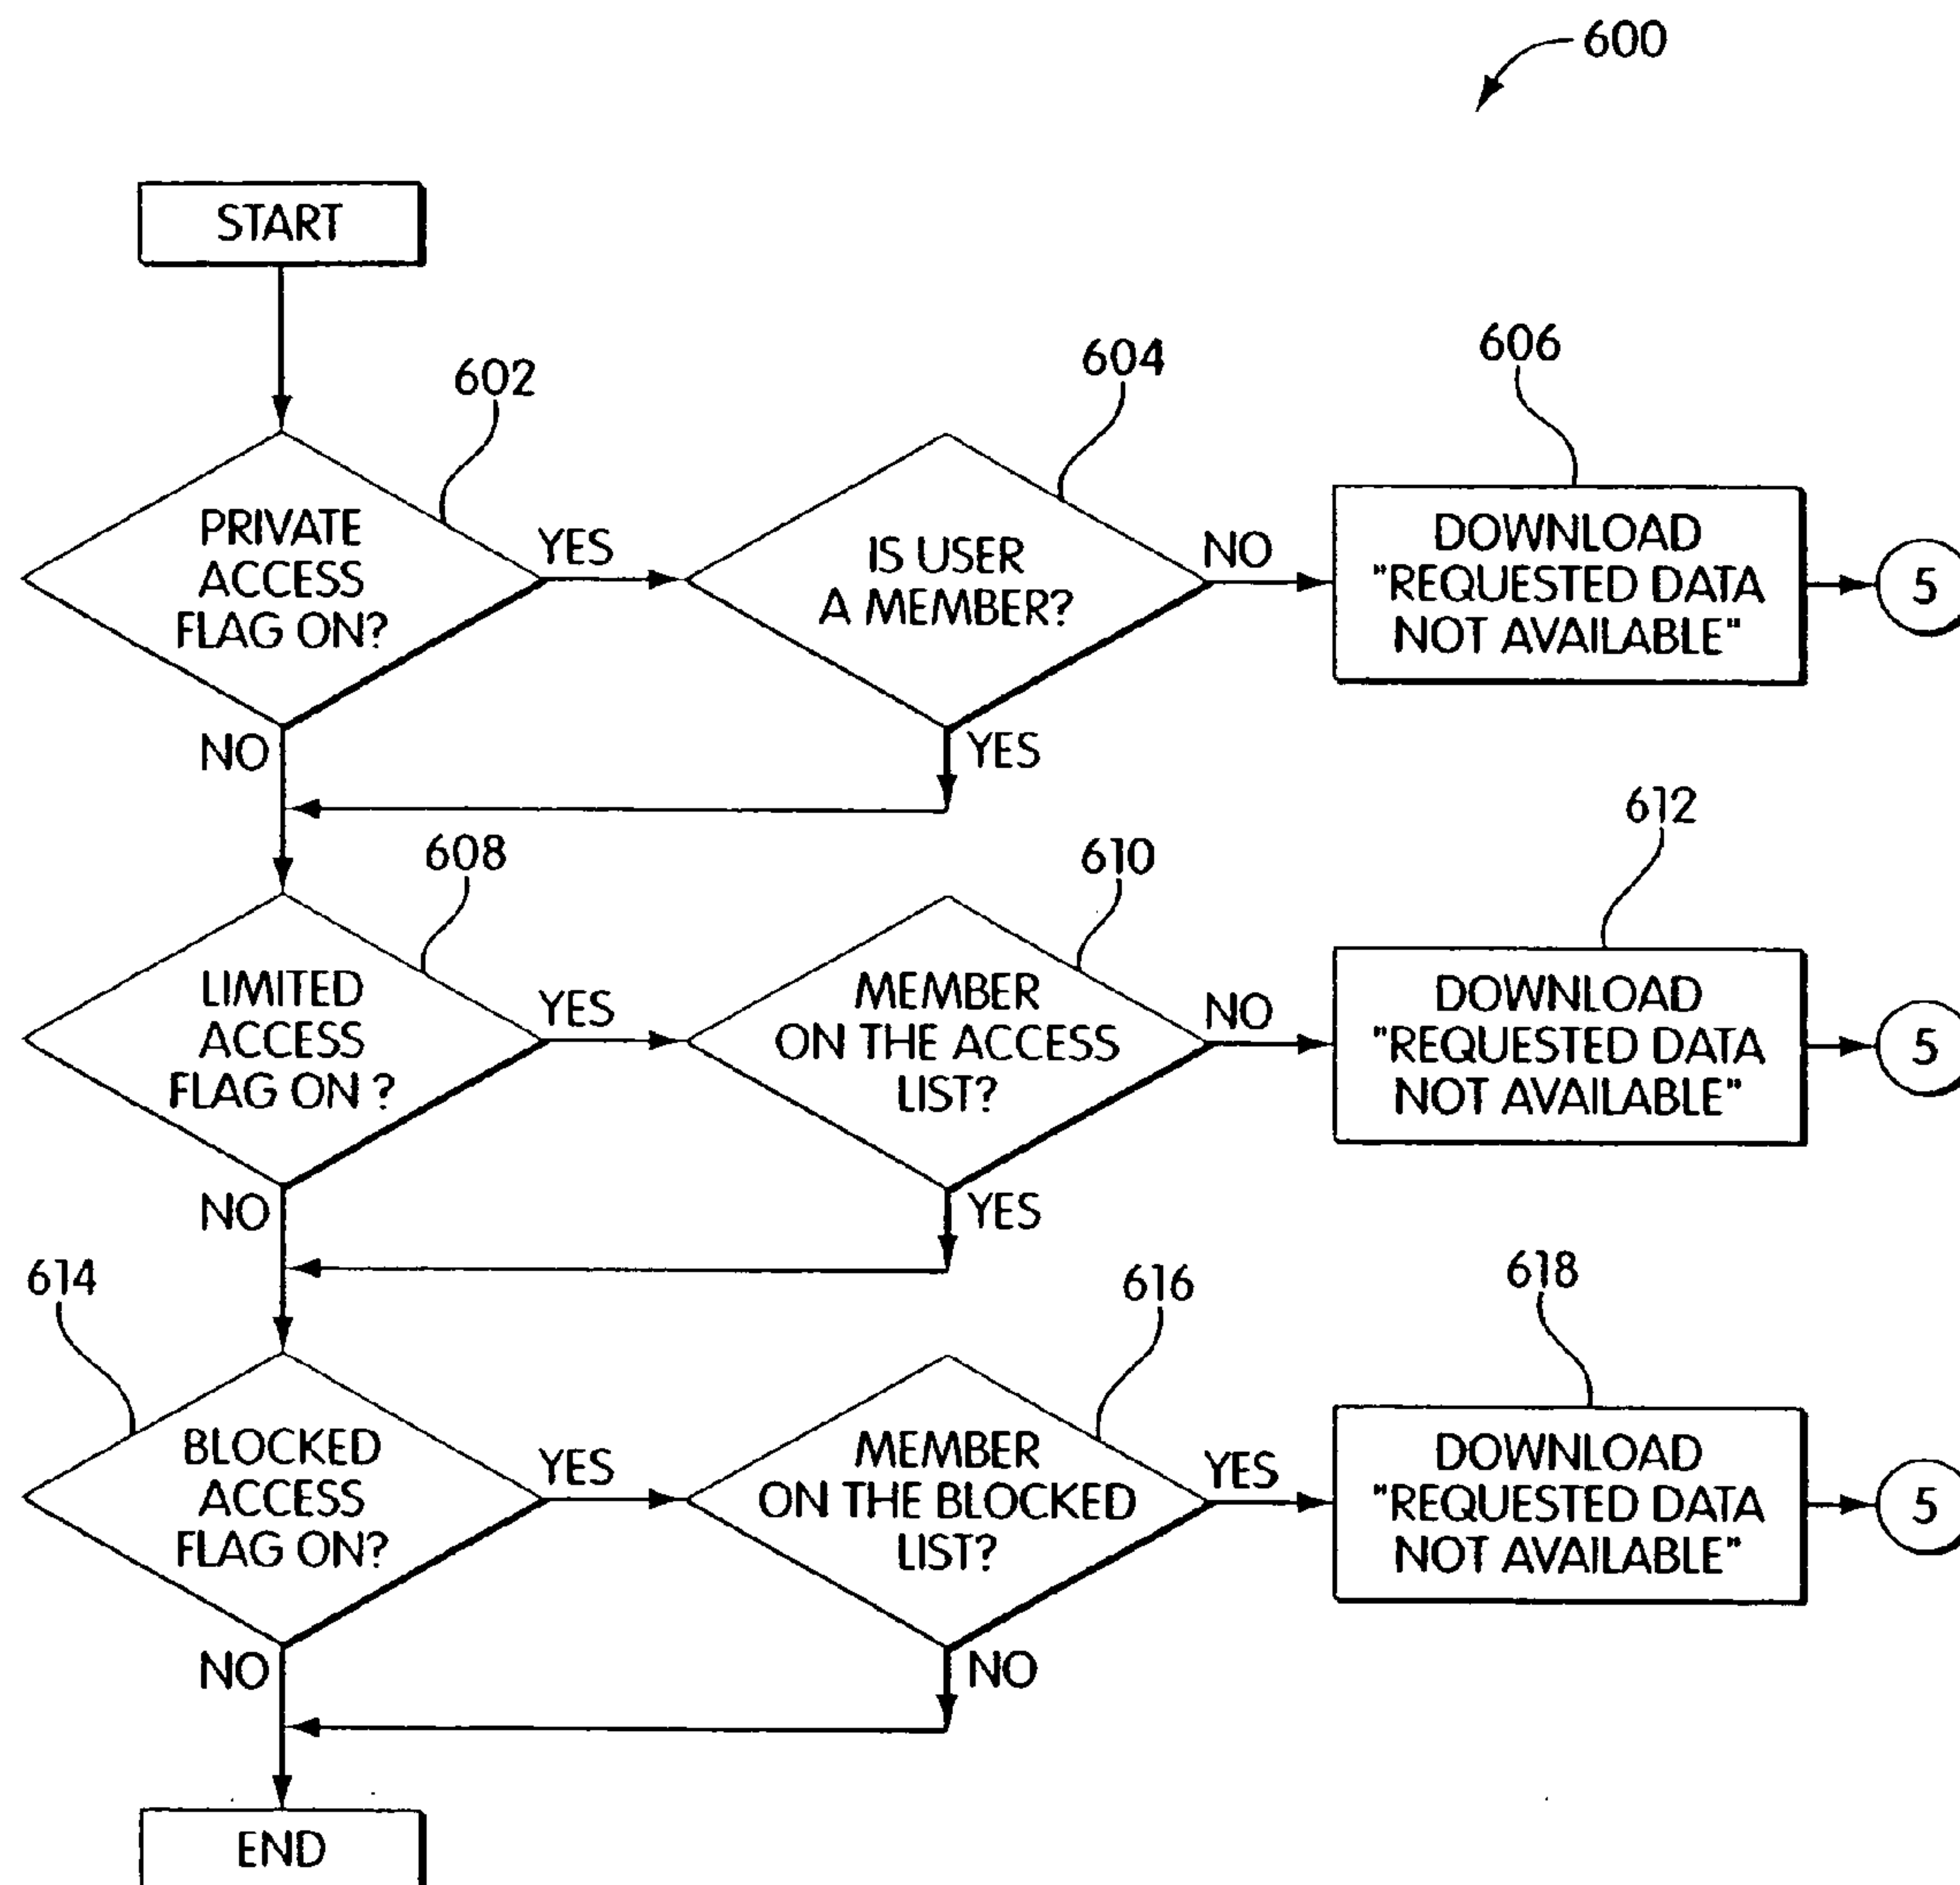 600
START
602
604
606
PRIVATE
ACCESS
FLAG ON?
YES
IS USER
A MEMBER?
NO
DOWNLOAD
"REQUESTED DATA
NOT AVAILABLE"
5
NO
YES
608
610
612
LIMITED
ACCESS
FLAG ON ?
YES
MEMBER
ON THE ACCESS
LIST?
NO
DOWNLOAD
"REQUESTED DATA
NOT AVAILABLE"
5
NO
YES
614
616
618
BLOCKED
ACCESS
FLAG ON?
YES
MEMBER
ON THE BLOCKED
LIST?
YES
DOWNLOAD
"REQUESTED DATA
NOT AVAILABLE"
5
NO
NO
END